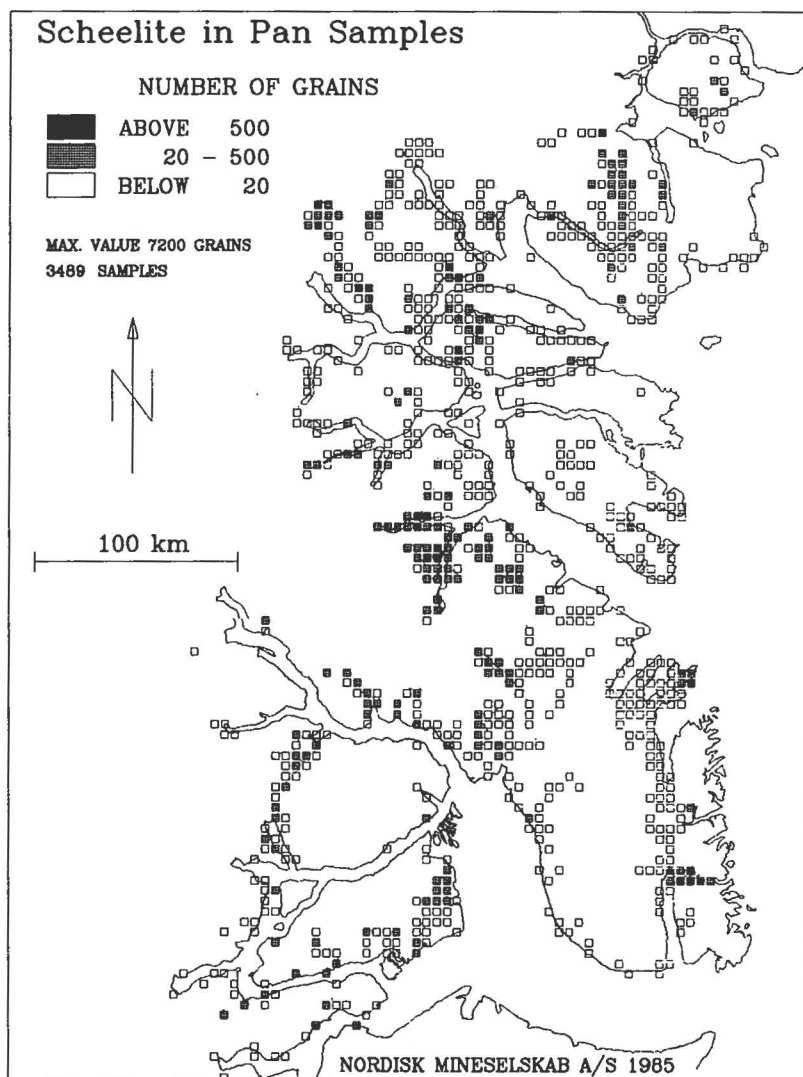 Scheelite in Pan Samples
NUMBER OF GRAINS
ABOVE 500
20 - 500
BELOW 20
MAX. VALUE 7200 GRAINS
3489 SAMPLES
N
100 km
NORDISK MINESELSKAB A/S 1985